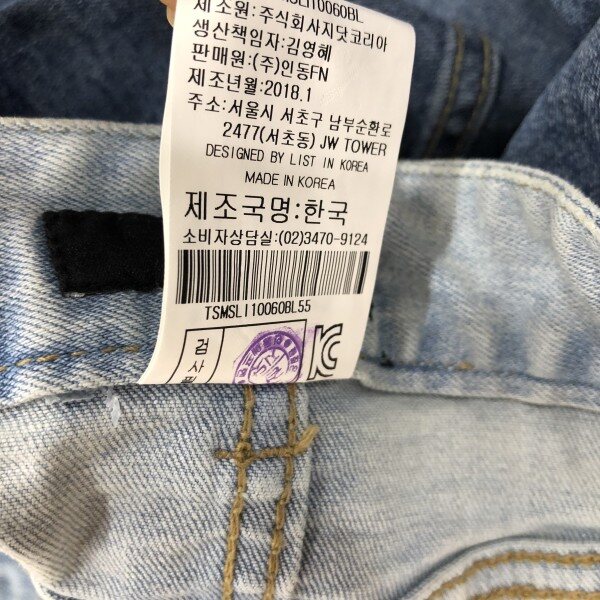 TSMSLI10060BL
제조원:주식회사지닷코리아
생산책임자:김영혜
판매원:(주)인동FN
제조년월:2018.1
주소:서울시 서초구 남부순환로
2477(서초동) JW TOWER
DESIGNED BY LIST IN KOREA
MADE IN KOREA
제조국명:한국
소비자상담실:(02)3470-9124
TSMSLI10060BL55
검사